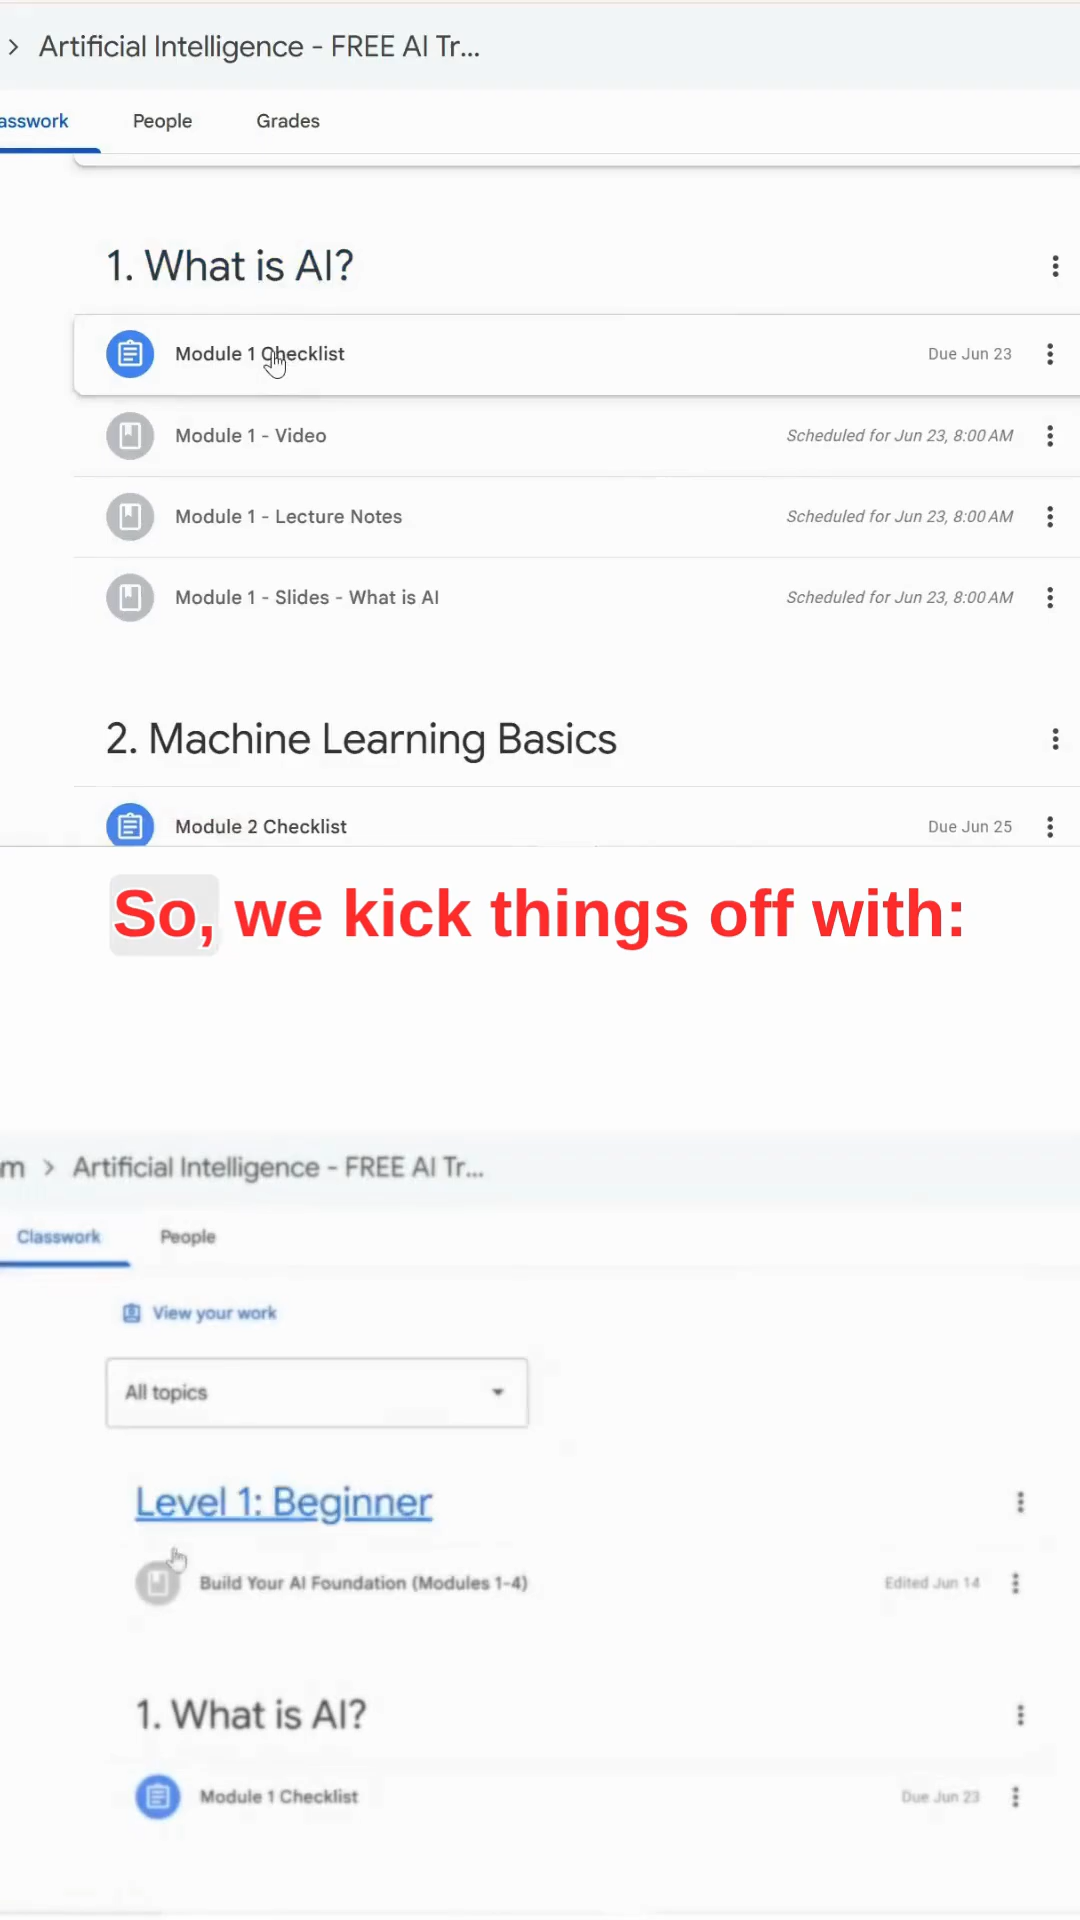 > Artificial Intelligence - FREE AI Tr...
asswork People Grades
1. What is AI?
Module 1 Checklist Due Jun 23
Module 1 - Video Scheduled for Jun 23, 8:00 AM
Module 1 - Lecture Notes Scheduled for Jun 23, 8:00 AM
Module 1 - Slides - What is AI Scheduled for Jun 23, 8:00 AM
2. Machine Learning Basics
Module 2 Checklist Due Jun 25
So, we kick things off with:
m > Artificial Intelligence - FREE AI Tr...
Classwork People
View your work
All topics
Level 1: Beginner
Build Your AI Foundation (Modules 1-4) Edited Jun 14
1. What is AI?
Module 1 Checklist Due Jun 23